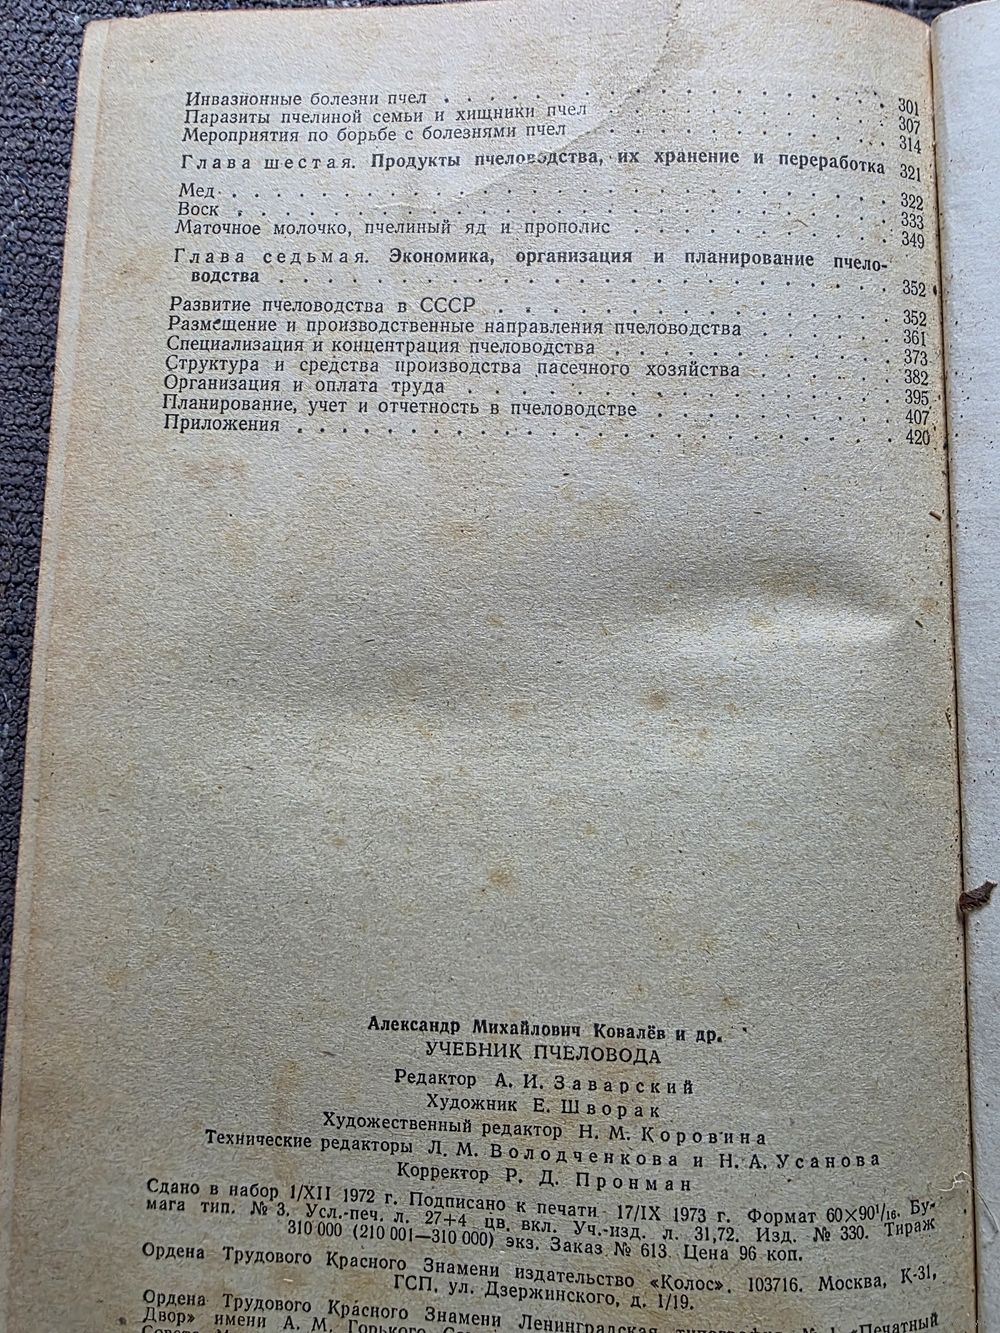 Инвазионные болезни пчел . . . . . . . . . . . . . . . 301
Паразиты пчелиной семьи и хищники пчел . . . . . . . . . 307
Мероприятия по борьбе с болезнями пчел . . . . . . . . . 314
Глава шестая. Продукты пчеловодства, их хранение и переработка 321
Мед . . . . . . . . . . . . . . . . . . . . . . . . 322
Воск . . . . . . . . . . . . . . . . . . . . . . . . 333
Маточное молочко, пчелиный яд и прополис . . . . . . . . . 349
Глава седьмая. Экономика, организация и планирование пчело-
водства . . . . . . . . . . . . . . . . . . . . . . . 352
Развитие пчеловодства в СССР . . . . . . . . . . . . . . 352
Размещение и производственные направления пчеловодства . . . . 361
Специализация и концентрация пчеловодства . . . . . . . . . 373
Структура и средства производства пасечного хозяйства . . . . . 382
Организация и оплата труда . . . . . . . . . . . . . . . 395
Планирование, учет и отчетность в пчеловодстве . . . . . . . 407
Приложения . . . . . . . . . . . . . . . . . . . . . 420
Александр Михайлович Ковалёв и др.
УЧЕБНИК ПЧЕЛОВОДА
Редактор А. И. Заварский
Художник Е. Шворак
Художественный редактор Н. М. Коровина
Технические редакторы Л. М. Володченкова и Н. А. Усанова
Корректор Р. Д. Пронман
Сдано в набор 1/XII 1972 г. Подписано к печати 17/IX 1973 г. Формат 60×90¹/₁₆. Бу-
мага тип. № 3. Усл.-печ. л. 27+4 цв. вкл. Уч.-изд. л. 31,72. Изд. № 330. Тираж
310 000 (210 001—310 000) экз. Заказ № 613. Цена 96 коп.
Ордена Трудового Красного Знамени издательство «Колос», 103716. Москва, К-31,
ГСП, ул. Дзержинского, д. 1/19.
Ордена Трудового Красного Знамени Ленинградская типография № 1 «Печатный
Двор» имени А. М. Горького